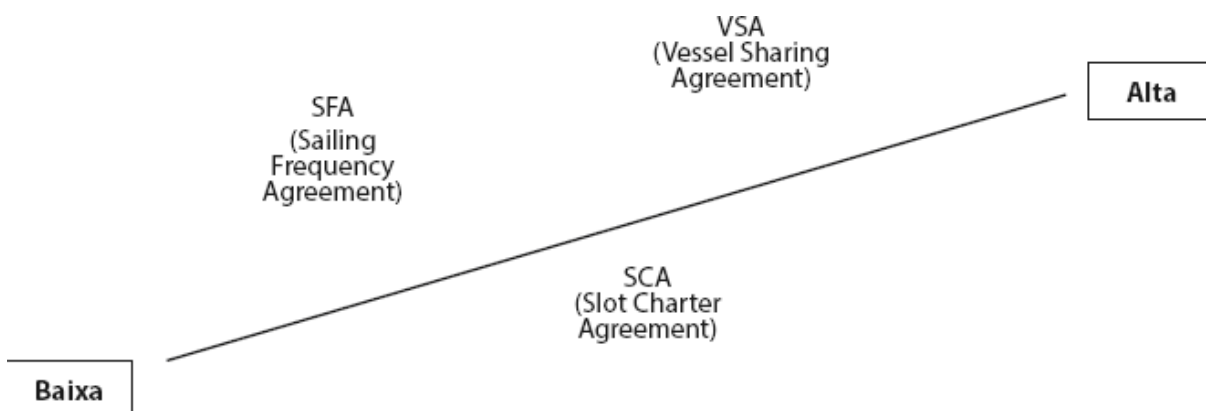 VSA
(Vessel Sharing
Agreement)
Alta
SFA
(Sailing
Frequency
Agreement)
SCA
(Slot Charter
Agreement)
Baixa